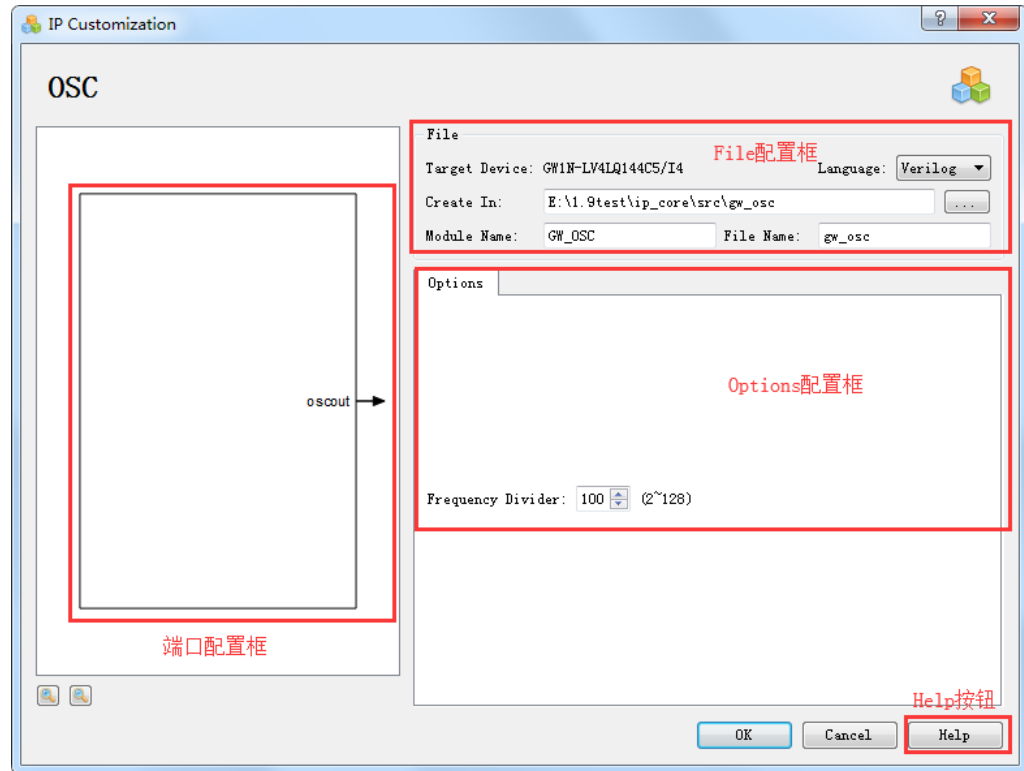 IP Customization
OSC
File
File配置框
Target Device: GW1N-LV4LQ144C5/I4 Language: Verilog
Create In: E:\1.9test\ip_core\src\gw_osc ...
Module Name: GW_OSC File Name: gw_osc
Options
Options配置框
oscout
Frequency Divider: 100 (2~128)
端口配置框
Help按钮
OK Cancel Help